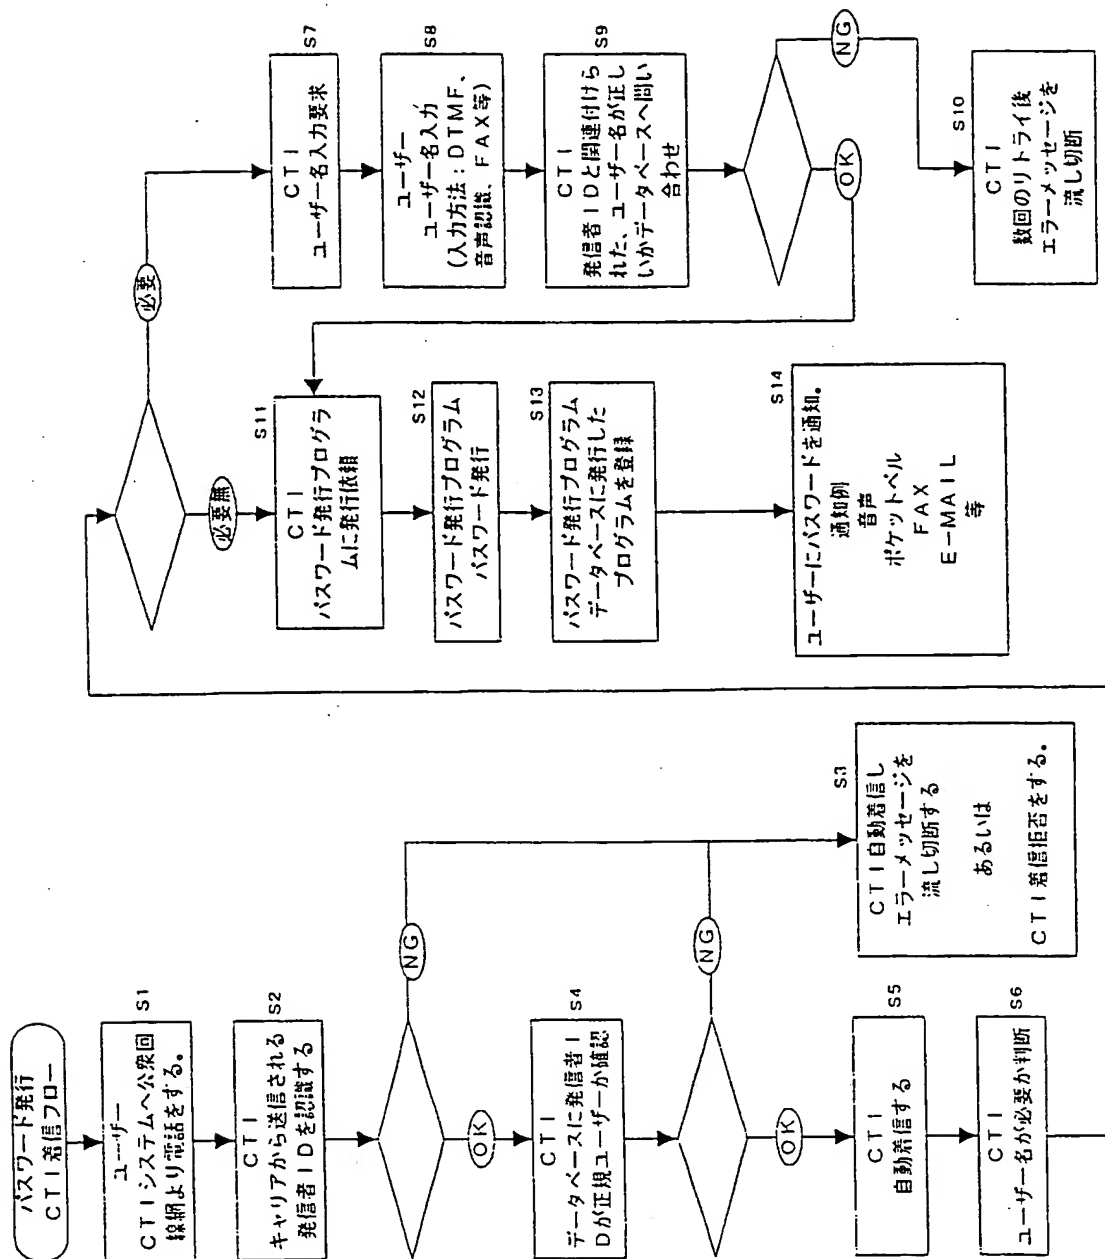 パスワード発行
CTI着信フロー
S1
ユーザー
CTIシステムへ公衆回
線網より電話をする。
S2
CTI
キャリアから送信される
発信者IDを認識する
NG
OK
S3
CTI自動着信し
エラーメッセージを
流し切断する
あるいは
CTI着信拒否をする。
S4
CTI
データベースに発信者I
Dが正規ユーザーか確認
NG
OK
S5
CTI
自動着信する
S6
CTI
ユーザー名が必要か判断
必要
必要無
S7
CTI
ユーザー名入力要求
S8
ユーザー
ユーザー名入力
(入力方法:DTMF、
音声認識、FAX等)
S9
CTI
発信者IDと関連付けら
れた、ユーザー名が正し
いかデータベースへ問い
合わせ
NG
OK
S10
CTI
数回のリトライ後
エラーメッセージを
流し切断
S11
CTI
パスワード発行プログラ
ムに発行依頼
S12
パスワード発行プログラム
パスワード発行
S13
パスワード発行プログラム
データベースに発行した
プログラムを登録
S14
ユーザーにパスワードを通知。
通知例
音声
ポケットベル
FAX
E-MAIL
等